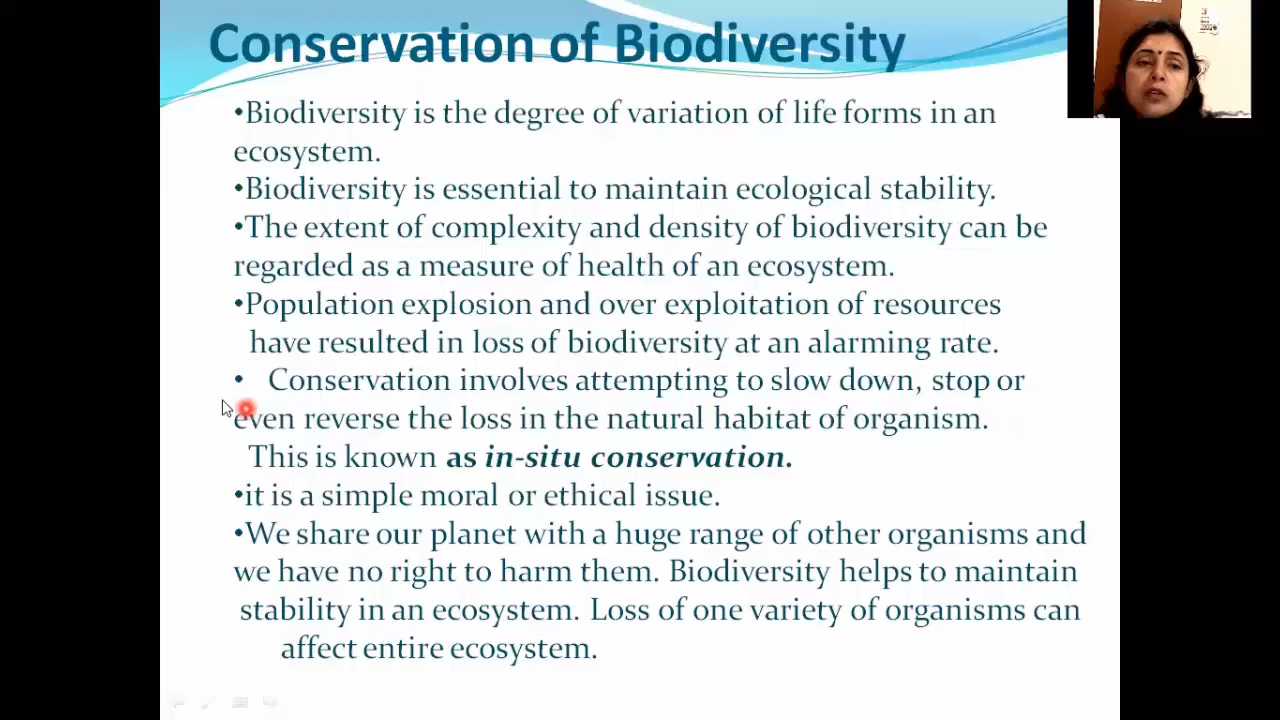 Conservation of Biodiversity
•Biodiversity is the degree of variation of life forms in an
ecosystem.
•Biodiversity is essential to maintain ecological stability.
•The extent of complexity and density of biodiversity can be
regarded as a measure of health of an ecosystem.
•Population explosion and over exploitation of resources
have resulted in loss of biodiversity at an alarming rate.
• Conservation involves attempting to slow down, stop or
even reverse the loss in the natural habitat of organism.
This is known as in-situ conservation.
•it is a simple moral or ethical issue.
•We share our planet with a huge range of other organisms and
we have no right to harm them. Biodiversity helps to maintain
stability in an ecosystem. Loss of one variety of organisms can
affect entire ecosystem.